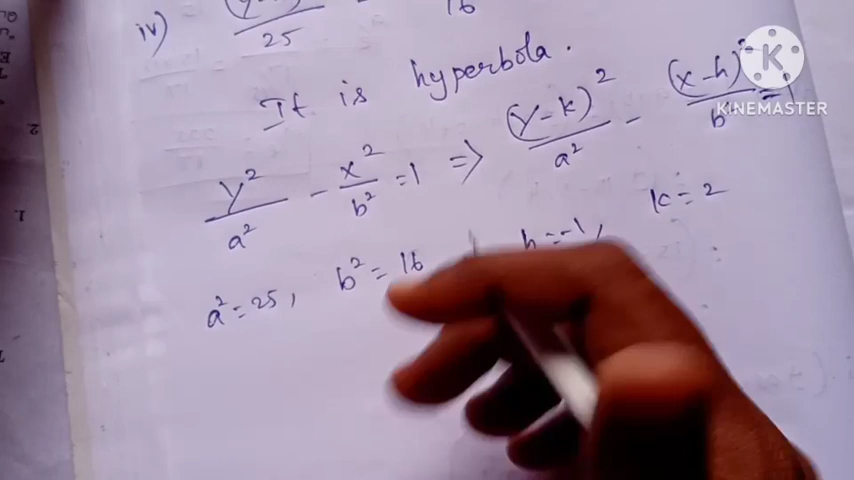 iv) 25 16
It is hyperbola.
y²/a² - x²/b² = 1 => (y-k)²/a² - (x-h)²/b² = 1
a² = 25, b² = 16 h = -1, k = 2
KINEMASTER